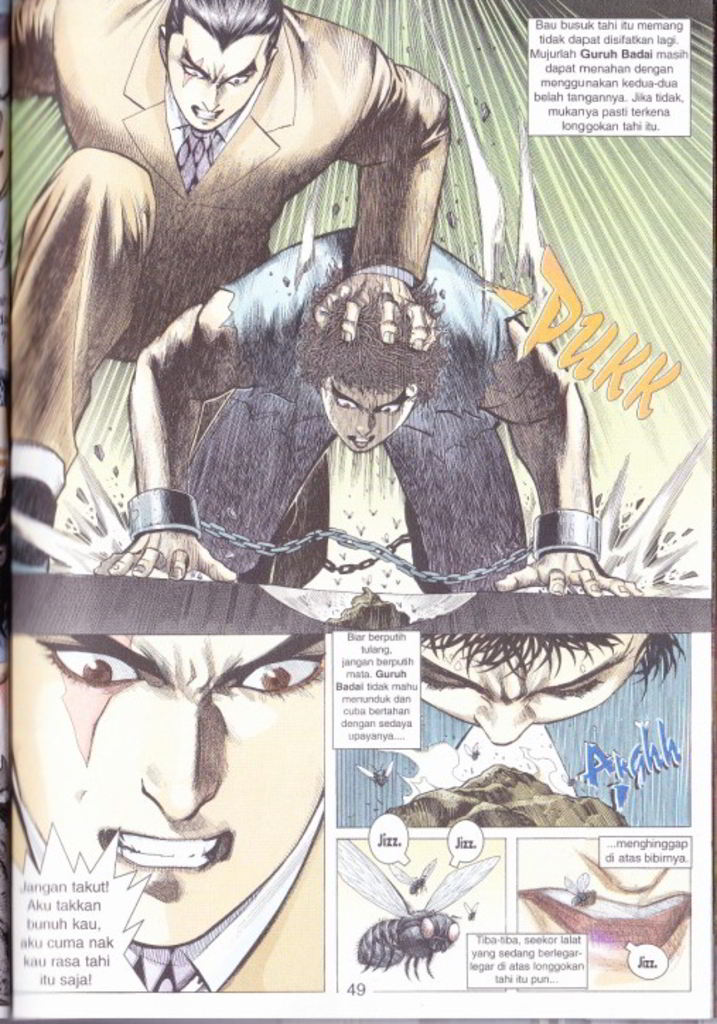 Bau busuk tahi itu memang
tidak dapat disifatkan lagi.
Mujurlah Guruh Badai masih
dapat menahan dengan
menggunakan kedua-dua
belah tangannya. Jika tidak,
mukanya pasti terkena
longgokan tahi itu.
PUKK
Biar berputih
tulang,
jangan berputih
mata. Guruh
Badai tidak mahu
menunduk dan
cuba bertahan
dengan sedaya
upayanya....
Arghh
Jangan takut!
Aku takkan
bunuh kau,
aku cuma nak
kau rasa tahi
itu saja!
Jizz.
Jizz.
Tiba-tiba, seekor lalat
yang sedang berlegar-
legar di atas longgokan
tahi itu pun...
...menghinggap
di atas bibirnya.
Jizz.
49